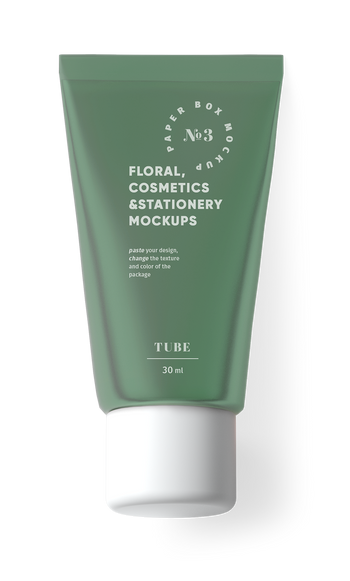 PAPER BOX MOCKUP
№3
FLORAL,
COSMETICS
&STATIONERY
MOCKUPS
paste your design,
change the texture
and color of the
package
TUBE
30 ml